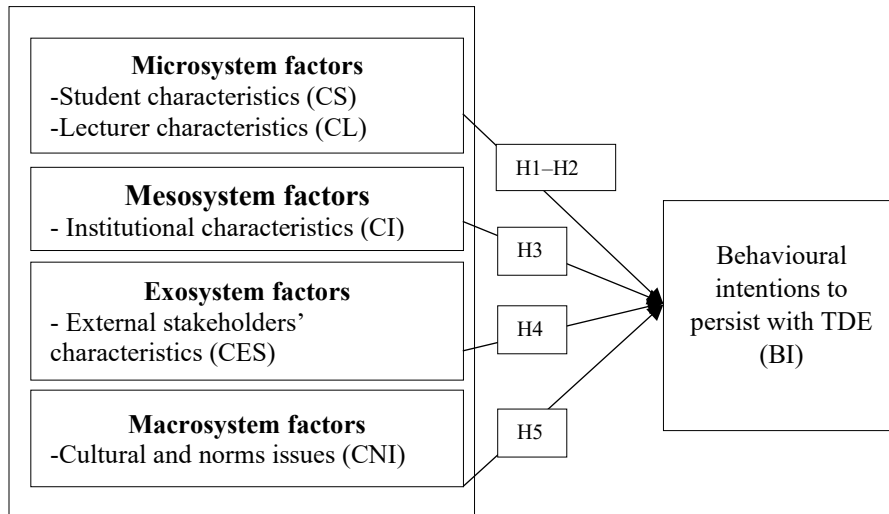 Microsystem factors
-Student characteristics (CS)
-Lecturer characteristics (CL)
Mesosystem factors
- Institutional characteristics (CI)
Exosystem factors
- External stakeholders’
characteristics (CES)
Macrosystem factors
-Cultural and norms issues (CNI)
H1–H2
H3
H4
H5
Behavioural
intentions to
persist with TDE
(BI)